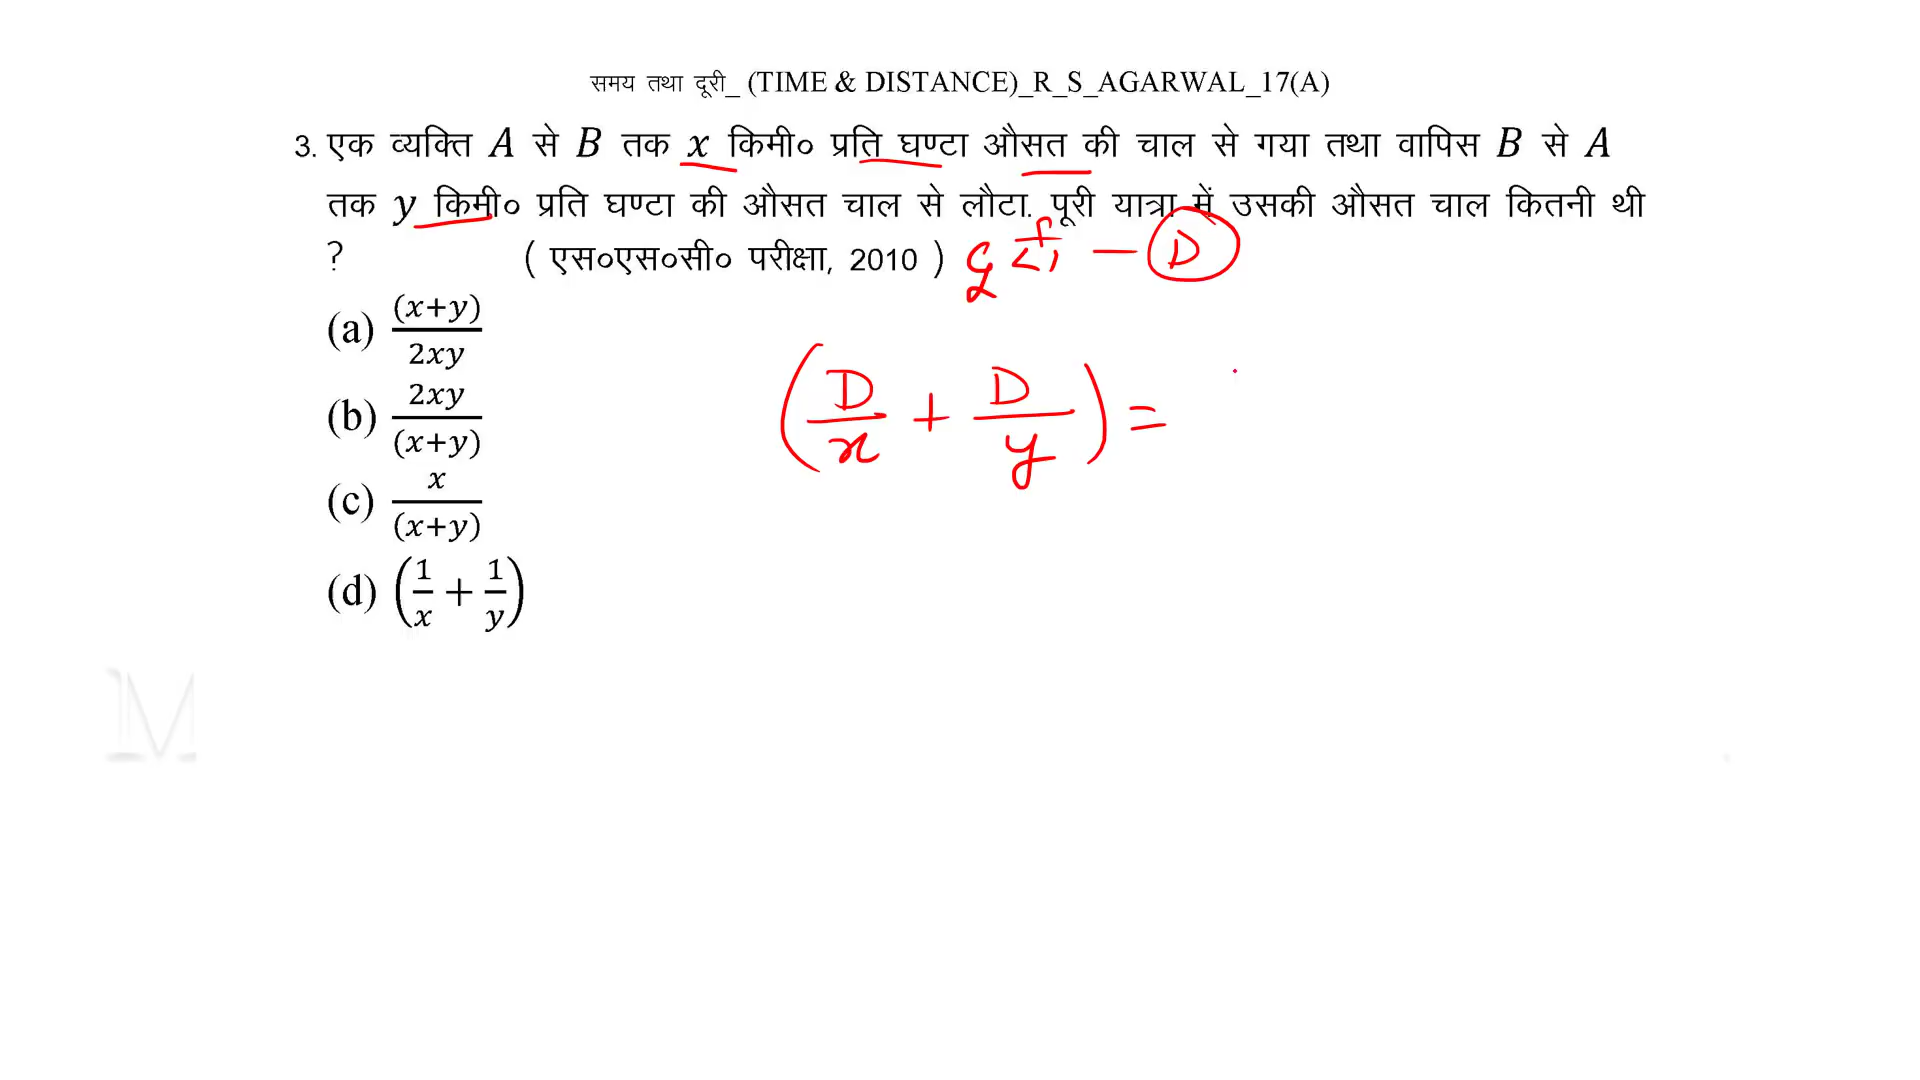 समय तथा दूरी_ (TIME & DISTANCE)_R_S_AGARWAL_17(A)
3. एक व्यक्ति A से B तक x किमी० प्रति घण्टा औसत की चाल से गया तथा वापिस B से A
तक y किमी० प्रति घण्टा की औसत चाल से लौटा. पूरी यात्रा में उसकी औसत चाल कितनी थी
? ( एस०एस०सी० परीक्षा, 2010 ) दूरी — D
(a) (x+y)/2xy
(b) 2xy/(x+y)
(D/x + D/y) =
(c) x/(x+y)
(d) (1/x + 1/y)
M